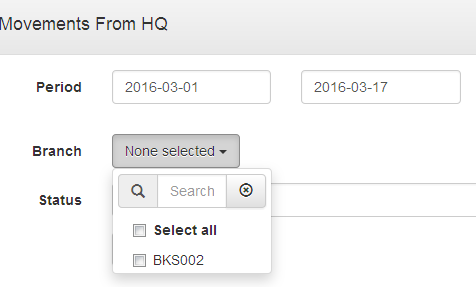 Movements From HQ
Period 2016-03-01 2016-03-17
Branch None selected
Status Search
Select all
BKS002